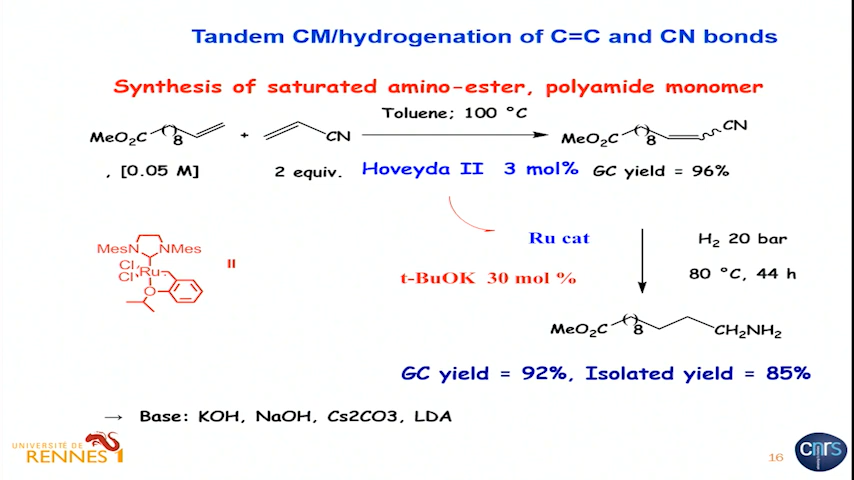 Tandem CM/hydrogenation of C=C and CN bonds
Synthesis of saturated amino-ester, polyamide monomer
Toluene; 100 °C
MeO2C ( )8 + CN
MeO2C ( )8 CN
, [0.05 M] 2 equiv. Hoveyda II 3 mol% GC yield = 96%
MesN NMes
Cl
Cl Ru
O
II
Ru cat
H2 20 bar
t-BuOK 30 mol %
80 °C, 44 h
MeO2C ( )8 CH2NH2
GC yield = 92%, Isolated yield = 85%
→ Base: KOH, NaOH, Cs2CO3, LDA
UNIVERSITÉ DE
RENNES 1
16
cnrs